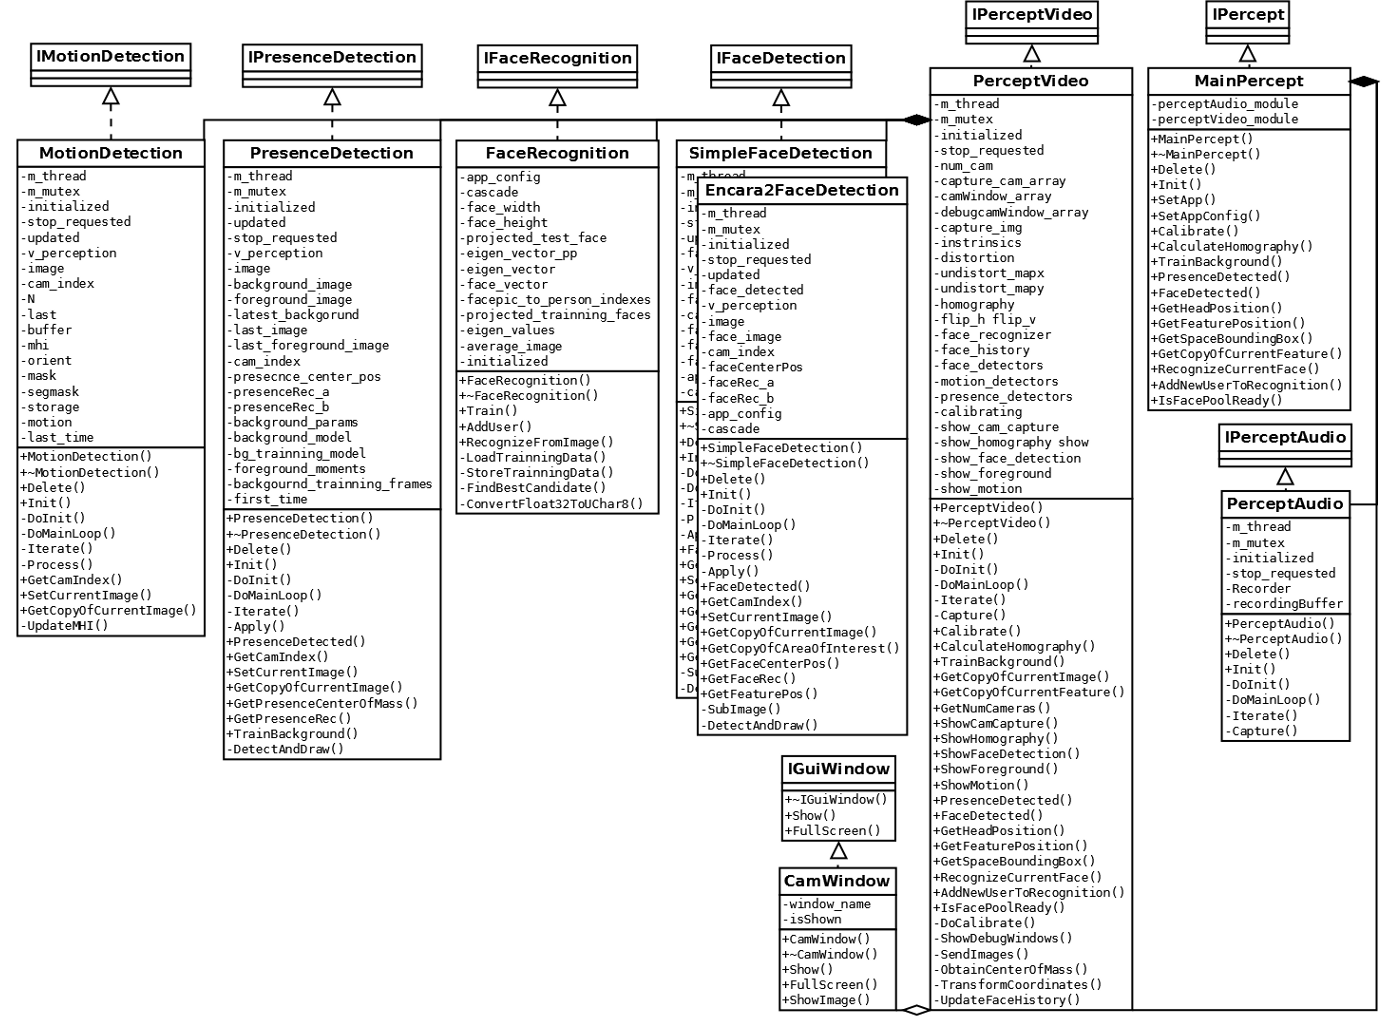 IMotionDetection
MotionDetection
-m_thread
-m_mutex
-initialized
-stop_requested
-updated
-v_perception
-image
-cam_index
-N
-last
-buffer
-mhi
-orient
-mask
-segmask
-storage
-motion
-last_time
+MotionDetection()
+~MotionDetection()
+Delete()
+Init()
-DoInit()
-DoMainLoop()
-Iterate()
-Process()
+GetCamIndex()
+SetCurrentImage()
+GetCopyOfCurrentImage()
-UpdateMHI()
IPresenceDetection
PresenceDetection
-m_thread
-m_mutex
-initialized
-updated
-stop_requested
-v_perception
-image
-background_image
-foreground_image
-latest_backgorund
-last_image
-last_foreground_image
-cam_index
-presecnce_center_pos
-presenceRec_a
-presenceRec_b
-background_params
-background_model
-bg_trainning_model
-foreground_moments
-backgournd_trainning_frames
-first_time
+PresenceDetection()
+~PresenceDetection()
+Delete()
+Init()
-DoInit()
-DoMainLoop()
-Iterate()
-Apply()
+PresenceDetected()
+GetCamIndex()
+SetCurrentImage()
+GetCopyOfCurrentImage()
+GetPresenceCenterOfMass()
+GetPresenceRec()
+TrainBackground()
-DetectAndDraw()
IFaceRecognition
FaceRecognition
-app_config
-cascade
-face_width
-face_height
-projected_test_face
-eigen_vector_pp
-eigen_vector
-face_vector
-facepic_to_person_indexes
-projected_trainning_faces
-eigen_values
-average_image
-initialized
+FaceRecognition()
+~FaceRecognition()
+Train()
+AddUser()
+RecognizeFromImage()
-LoadTrainningData()
-StoreTrainningData()
-FindBestCandidate()
-ConvertFloat32ToUChar8()
IFaceDetection
SimpleFaceDetection
Encara2FaceDetection
-m_thread
-m_mutex
-initialized
-stop_requested
-updated
-face_detected
-v_perception
-image
-face_image
-cam_index
-faceCenterPos
-faceRec_a
-faceRec_b
-app_config
-cascade
+SimpleFaceDetection()
+~SimpleFaceDetection()
+Delete()
+Init()
-DoInit()
-DoMainLoop()
-Iterate()
-Process()
-Apply()
+FaceDetected()
+GetCamIndex()
+SetCurrentImage()
+GetCopyOfCurrentImage()
+GetCopyOfCAreaOfInterest()
+GetFaceCenterPos()
+GetFaceRec()
+GetFeaturePos()
-SubImage()
-DetectAndDraw()
IGuiWindow
+~IGuiWindow()
+Show()
+FullScreen()
CamWindow
-window_name
-isShown
+CamWindow()
+~CamWindow()
+Show()
+FullScreen()
+ShowImage()
IPerceptVideo
PerceptVideo
-m_thread
-m_mutex
-initialized
-stop_requested
-num_cam
-capture_cam_array
-camWindow_array
-debugcamWindow_array
-capture_img
-instrinsics
-distortion
-undistort_mapx
-undistort_mapy
-homography
-flip_h flip_v
-face_recognizer
-face_history
-face_detectors
-motion_detectors
-presence_detectors
-calibrating
-show_cam_capture
-show_homography show
-show_face_detection
-show_foreground
-show_motion
+PerceptVideo()
+~PerceptVideo()
+Delete()
+Init()
-DoInit()
-DoMainLoop()
-Iterate()
-Capture()
+Calibrate()
+CalculateHomography()
+TrainBackground()
+GetCopyOfCurrentImage()
+GetCopyOfCurrentFeature()
+GetNumCameras()
+ShowCamCapture()
+ShowHomography()
+ShowFaceDetection()
+ShowForeground()
+ShowMotion()
+PresenceDetected()
+FaceDetected()
+GetHeadPosition()
+GetFeaturePosition()
+GetSpaceBoundingBox()
+RecognizeCurrentFace()
+AddNewUserToRecognition()
+IsFacePoolReady()
-DoCalibrate()
-ShowDebugWindows()
-SendImages()
-ObtainCenterOfMass()
-TransformCoordinates()
-UpdateFaceHistory()
IPercept
MainPercept
-perceptAudio_module
-perceptVideo_module
+MainPercept()
+~MainPercept()
+Delete()
+Init()
+SetApp()
+SetAppConfig()
+Calibrate()
+CalculateHomography()
+TrainBackground()
+PresenceDetected()
+FaceDetected()
+GetHeadPosition()
+GetFeaturePosition()
+GetSpaceBoundingBox()
+GetCopyOfCurrentFeature()
+RecognizeCurrentFace()
+AddNewUserToRecognition()
+IsFacePoolReady()
IPerceptAudio
PerceptAudio
-m_thread
-m_mutex
-initialized
-stop_requested
-Recorder
-recordingBuffer
+PerceptAudio()
+~PerceptAudio()
+Delete()
+Init()
-DoInit()
-DoMainLoop()
-Iterate()
-Capture()